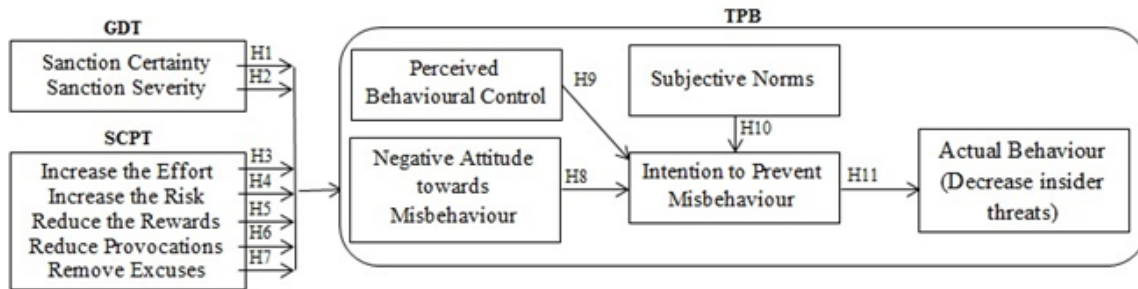 GDT
Sanction Certainty
Sanction Severity
H1
H2
SCPT
Increase the Effort
Increase the Risk
Reduce the Rewards
Reduce Provocations
Remove Excuses
H3
H4
H5
H6
H7
TPB
Perceived
Behavioural Control
H9
Subjective Norms
H10
Negative Attitude
towards
Misbehaviour
H8
Intention to Prevent
Misbehaviour
H11
Actual Behaviour
(Decrease insider
threats)